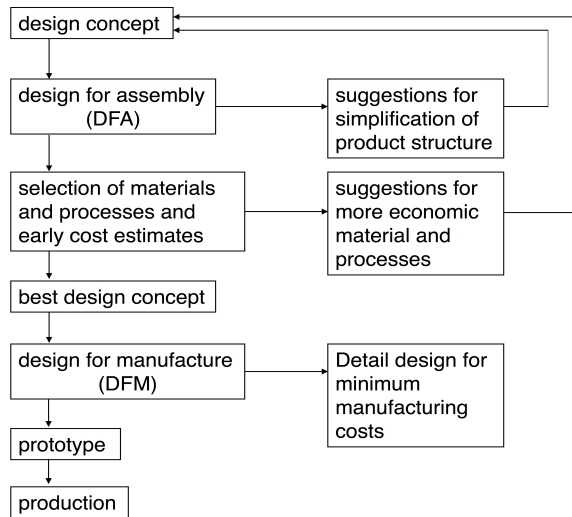 design concept
design for assembly
(DFA)
suggestions for
simplification of
product structure
selection of materials
and processes and
early cost estimates
suggestions for
more economic
material and
processes
best design concept
design for manufacture
(DFM)
Detail design for
minimum
manufacturing
costs
prototype
production